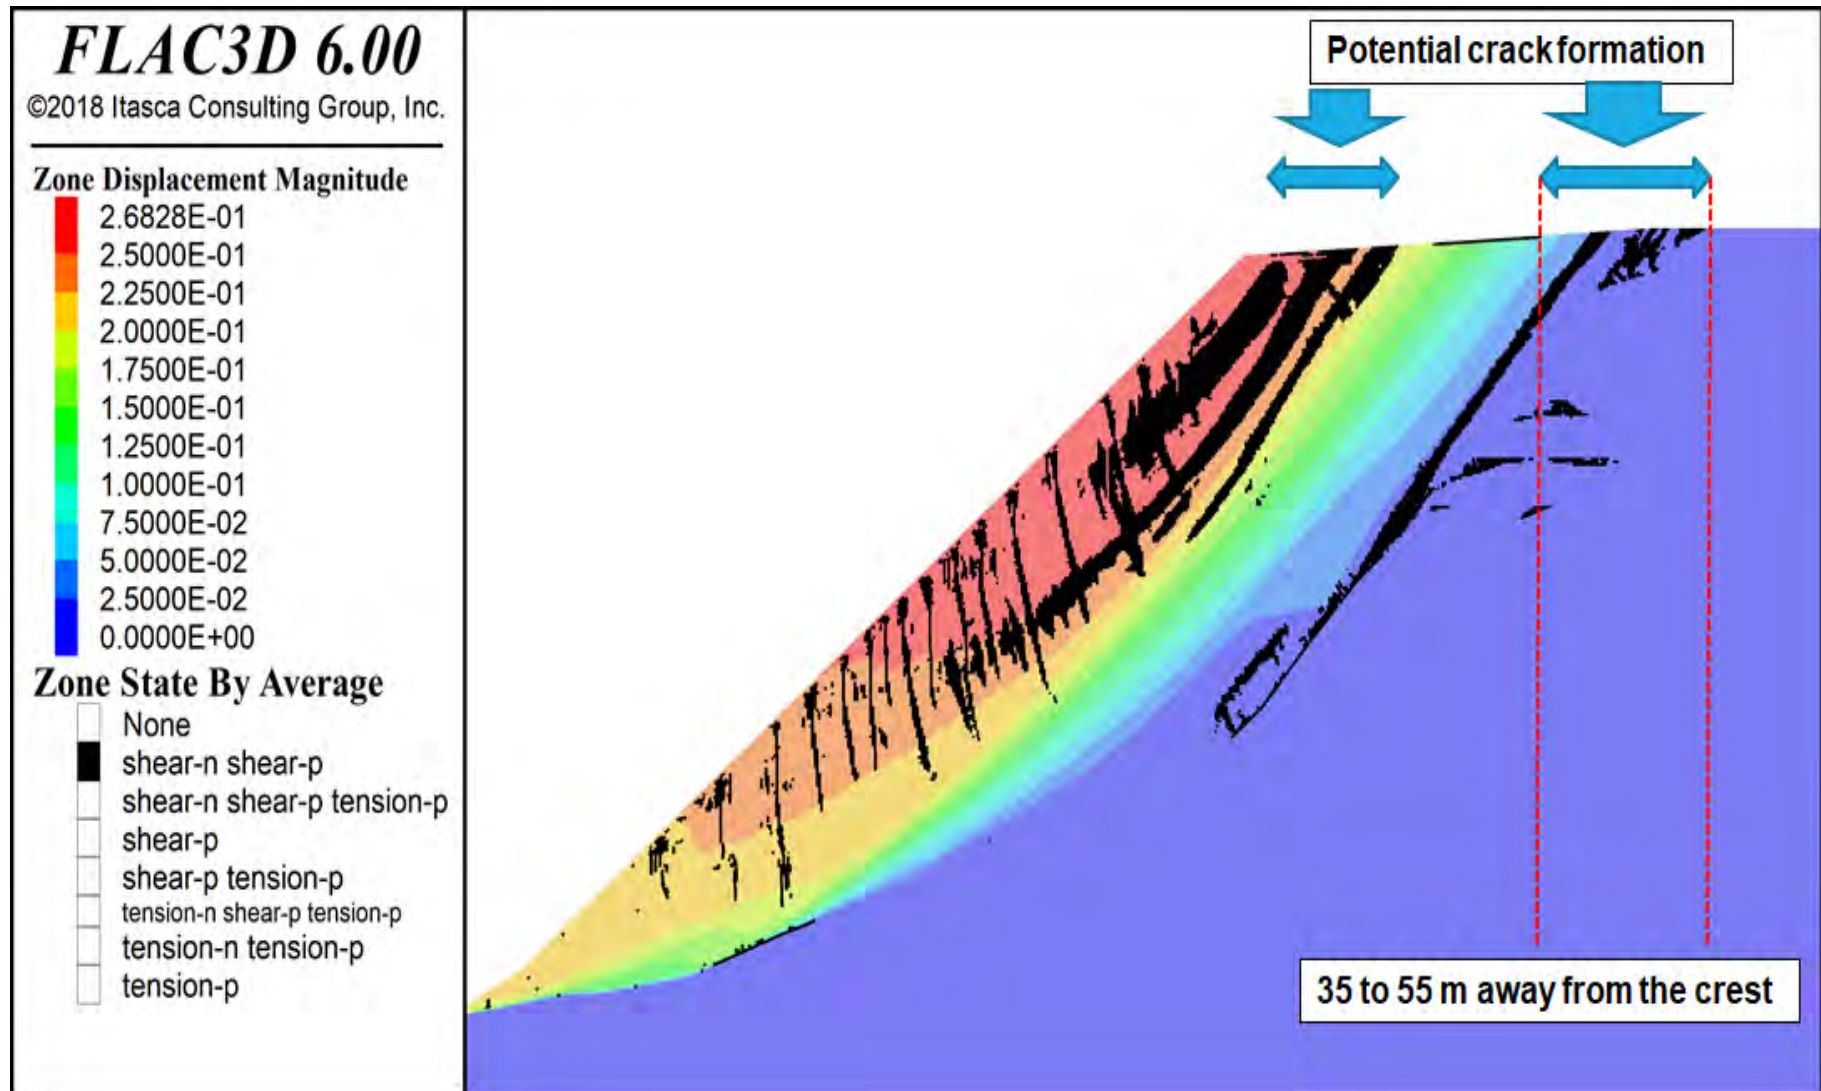 FLAC3D 6.00
©2018 Itasca Consulting Group, Inc.
Zone Displacement Magnitude
2.6828E-01
2.5000E-01
2.2500E-01
2.0000E-01
1.7500E-01
1.5000E-01
1.2500E-01
1.0000E-01
7.5000E-02
5.0000E-02
2.5000E-02
0.0000E+00
Zone State By Average
None
shear-n shear-p
shear-n shear-p tension-p
shear-p
shear-p tension-p
tension-n shear-p tension-p
tension-n tension-p
tension-p
Potential crack formation
35 to 55 m away from the crest